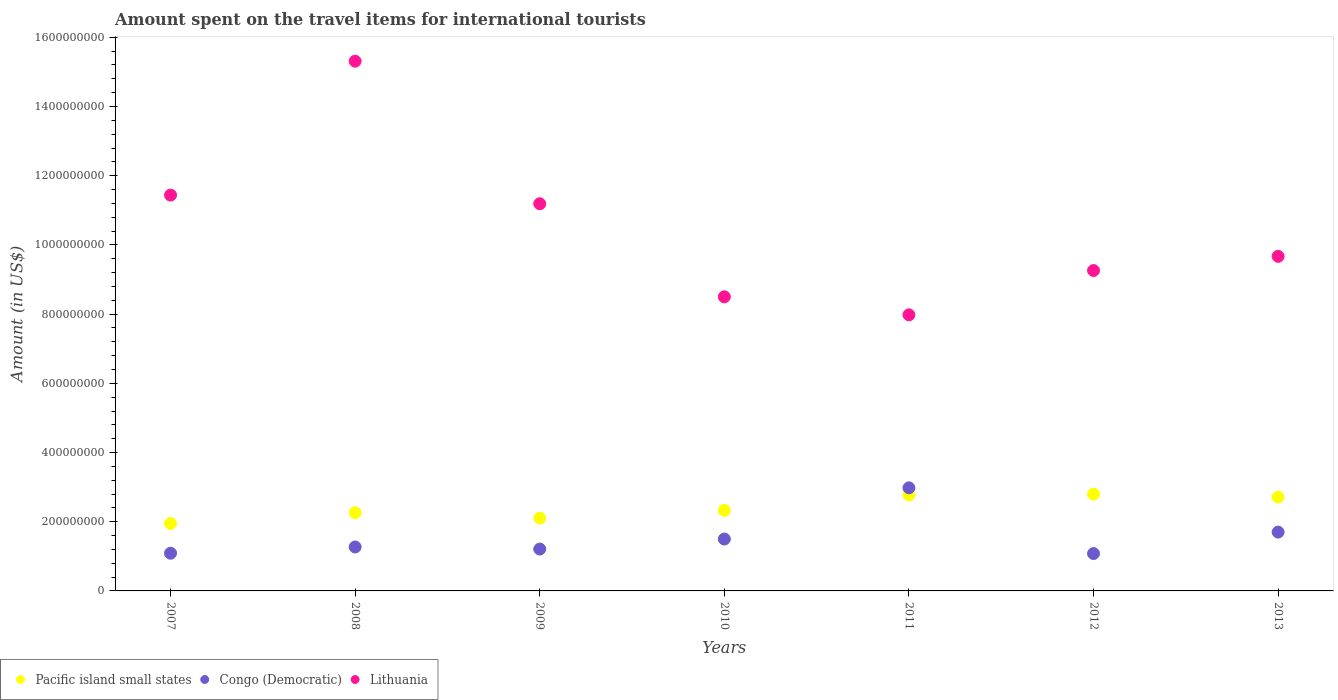 Amount spent on the travel items for international tourists
1600000000
1400000000
1200000000
1000000000
800000000
600000000
400000000
200000000
0
Amount (in US$)
2007
2008
2009
2010
2011
2012
2013
Years
Pacific island small states
Congo (Democratic)
Lithuania